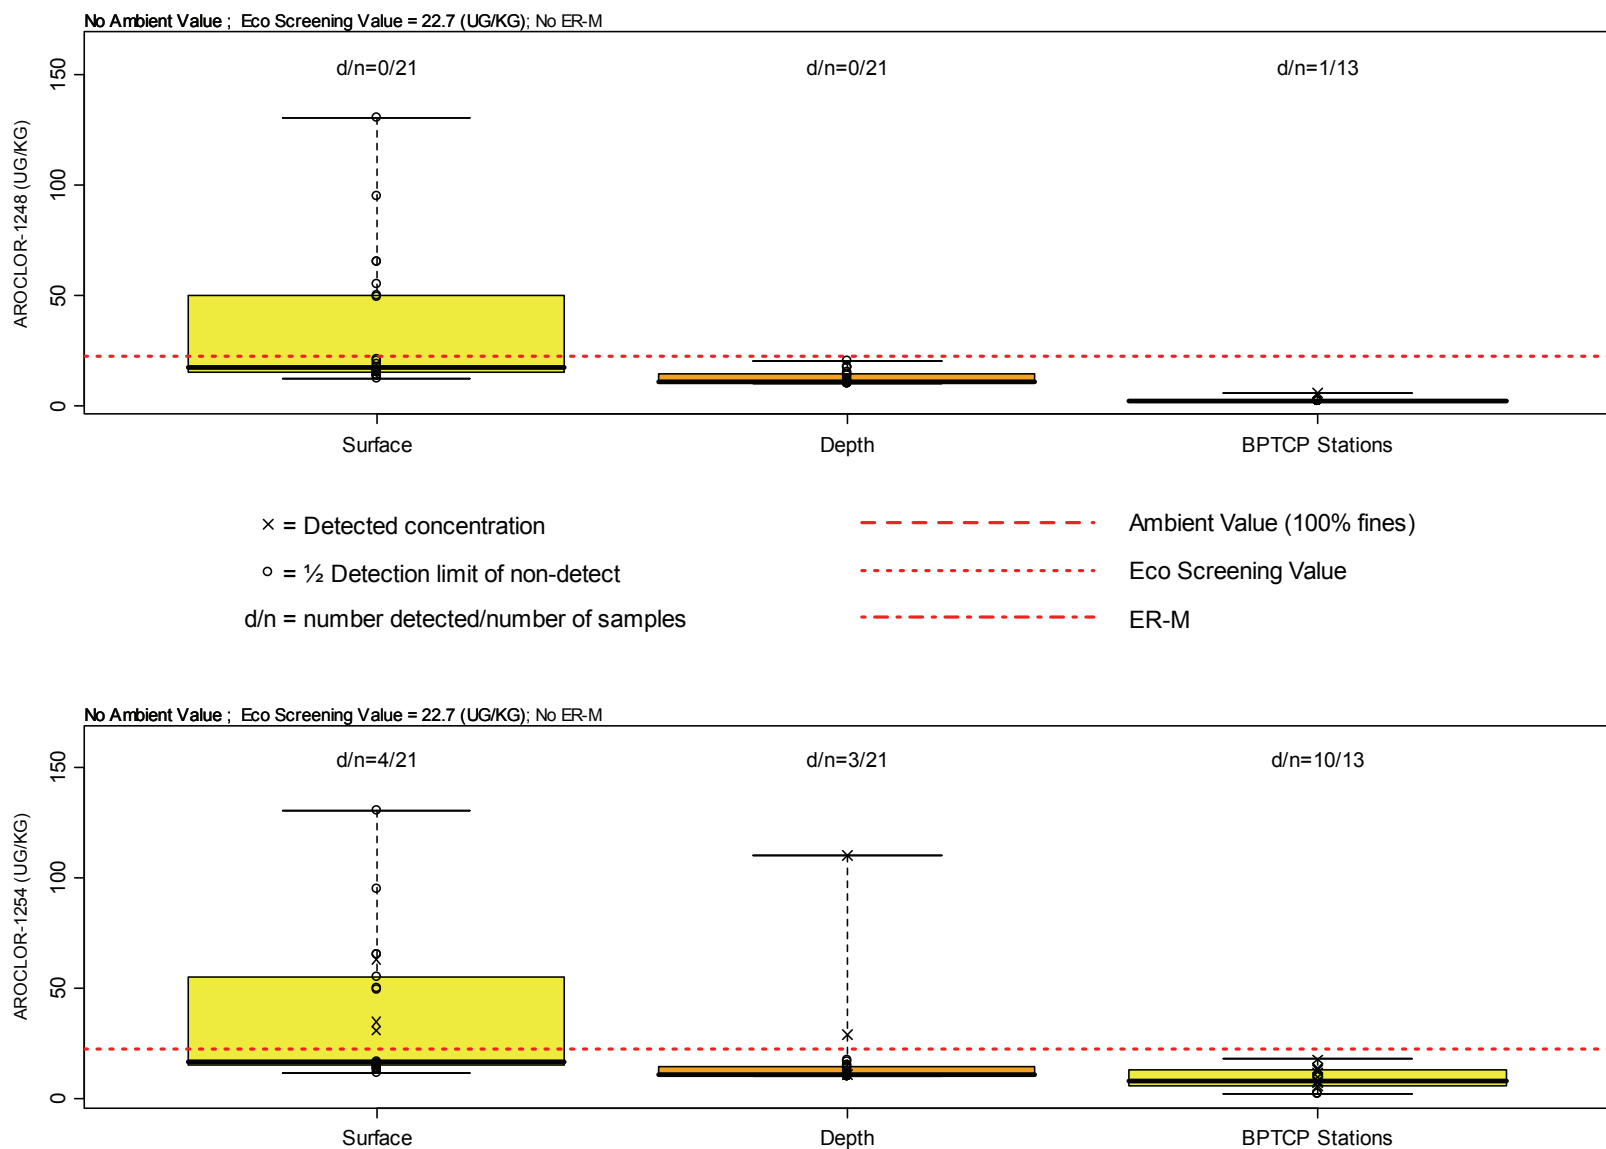 No Ambient Value ; Eco Screening Value = 22.7 (UG/KG); No ER-M
d/n=0/21 d/n=0/21 d/n=1/13
AROCLOR-1248 (UG/KG)
150
100
50
0
Surface Depth BPTCP Stations
× = Detected concentration
○ = ½ Detection limit of non-detect
d/n = number detected/number of samples
Ambient Value (100% fines)
Eco Screening Value
ER-M
No Ambient Value ; Eco Screening Value = 22.7 (UG/KG); No ER-M
d/n=4/21 d/n=3/21 d/n=10/13
AROCLOR-1254 (UG/KG)
150
100
50
0
Surface Depth BPTCP Stations